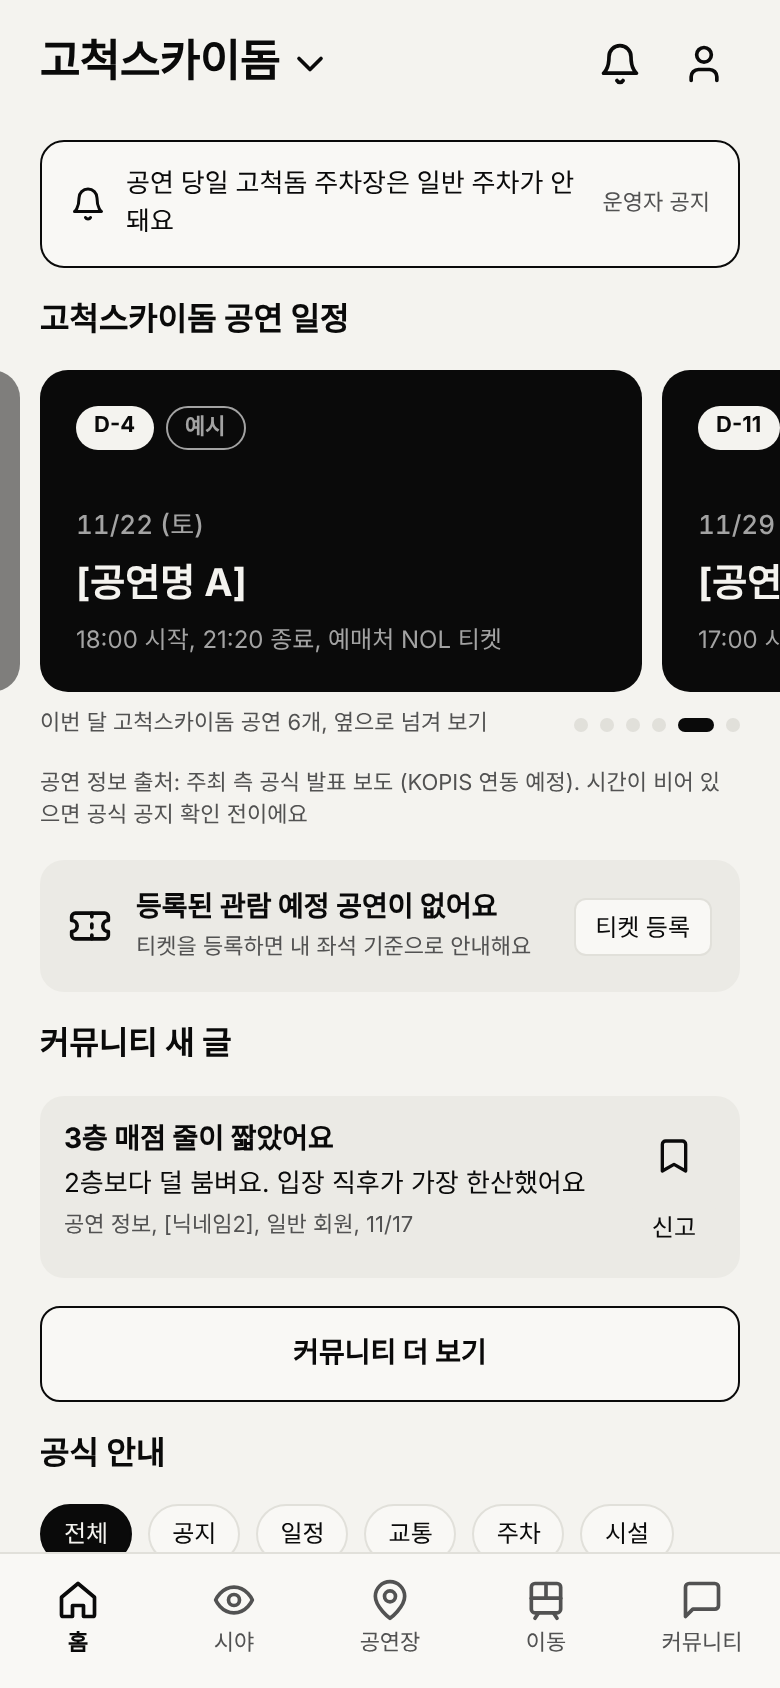 고척스카이돔
공연 당일 고척돔 주차장은 일반 주차가 안
돼요
운영자 공지
고척스카이돔 공연 일정
D-4 예시
11/22 (토)
[공연명 A]
18:00 시작, 21:20 종료, 예매처 NOL 티켓
D-11
11/29
[공연
17:00 시
이번 달 고척스카이돔 공연 6개, 옆으로 넘겨 보기
공연 정보 출처: 주최 측 공식 발표 보도 (KOPIS 연동 예정). 시간이 비어 있
으면 공식 공지 확인 전이에요
등록된 관람 예정 공연이 없어요
티켓을 등록하면 내 좌석 기준으로 안내해요
티켓 등록
커뮤니티 새 글
3층 매점 줄이 짧았어요
2층보다 덜 붐벼요. 입장 직후가 가장 한산했어요
공연 정보, [닉네임2], 일반 회원, 11/17
신고
커뮤니티 더 보기
공식 안내
전체 공지 일정 교통 주차 시설
홈 시야 공연장 이동 커뮤니티